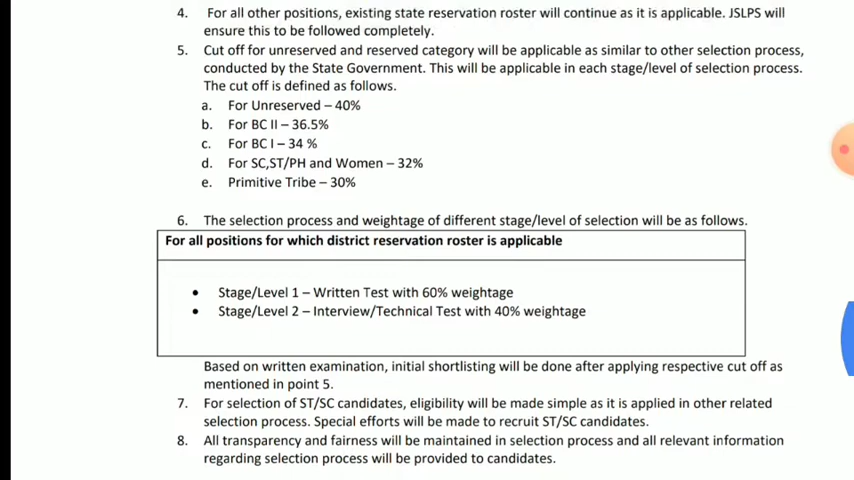 4. For all other positions, existing state reservation roster will continue as it is applicable. JSLPS will
ensure this to be followed completely.
5. Cut off for unreserved and reserved category will be applicable as similar to other selection process,
conducted by the State Government. This will be applicable in each stage/level of selection process.
The cut off is defined as follows.
a. For Unreserved – 40%
b. For BC II – 36.5%
c. For BC I – 34 %
d. For SC,ST/PH and Women – 32%
e. Primitive Tribe – 30%
6. The selection process and weightage of different stage/level of selection will be as follows.
For all positions for which district reservation roster is applicable
• Stage/Level 1 – Written Test with 60% weightage
• Stage/Level 2 – Interview/Technical Test with 40% weightage
Based on written examination, initial shortlisting will be done after applying respective cut off as
mentioned in point 5.
7. For selection of ST/SC candidates, eligibility will be made simple as it is applied in other related
selection process. Special efforts will be made to recruit ST/SC candidates.
8. All transparency and fairness will be maintained in selection process and all relevant information
regarding selection process will be provided to candidates.